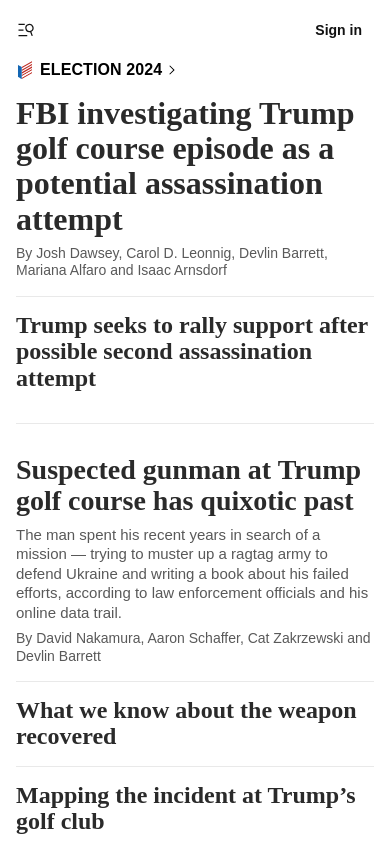 Sign in
ELECTION 2024
FBI investigating Trump
golf course episode as a
potential assassination
attempt
By Josh Dawsey, Carol D. Leonnig, Devlin Barrett,
Mariana Alfaro and Isaac Arnsdorf
Trump seeks to rally support after
possible second assassination
attempt
Suspected gunman at Trump
golf course has quixotic past
The man spent his recent years in search of a
mission — trying to muster up a ragtag army to
defend Ukraine and writing a book about his failed
efforts, according to law enforcement officials and his
online data trail.
By David Nakamura, Aaron Schaffer, Cat Zakrzewski and
Devlin Barrett
What we know about the weapon
recovered
Mapping the incident at Trump’s
golf club